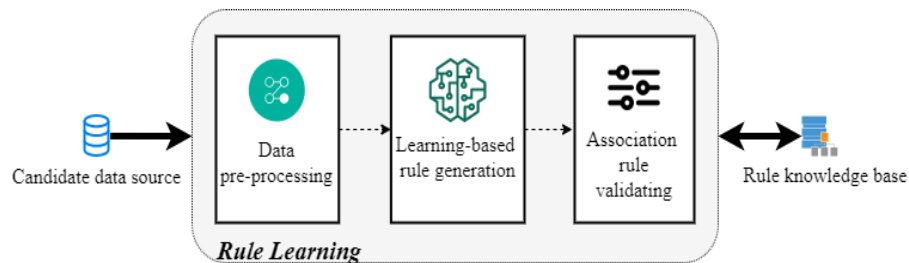 Candidate data source
Data
pre-processing
Learning-based
rule generation
Association
rule
validating
Rule knowledge base
Rule Learning